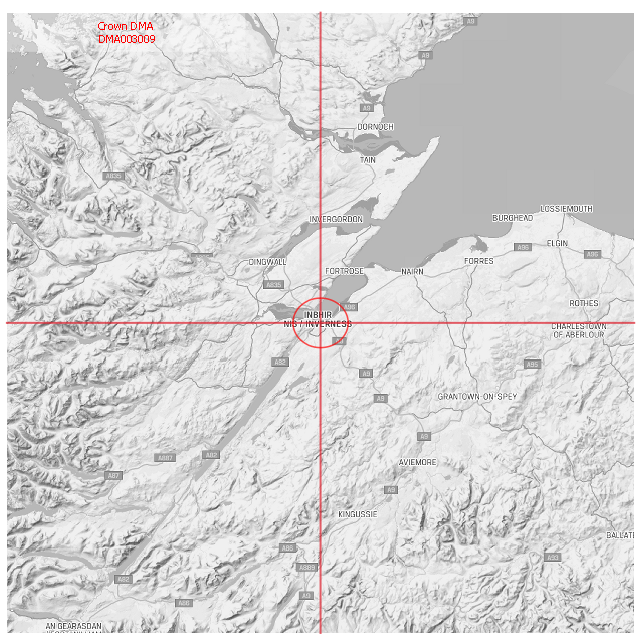 Crown DMA
DMA003009
A9
A9
A9
DORNOCH
TAIN
A835
LOSSIEMOUTH
BURGHEAD
INVERGORDON
ELGIN
A96
A96
DINGWALL
FORRES
FORTROSE
NAIRN
A835
ROTHES
A96
INBHIR
NIS / INVERNESS
CHARLESTOWN
OF ABERLOUR
A9
A82
A95
A9
A9
GRANTOWN-ON-SPEY
A9
A82
A887
AVIEMORE
A87
A9
KINGUSSIE
BALLAT
A86
A93
A889
A82
A9
A86
AN GEARASDAN